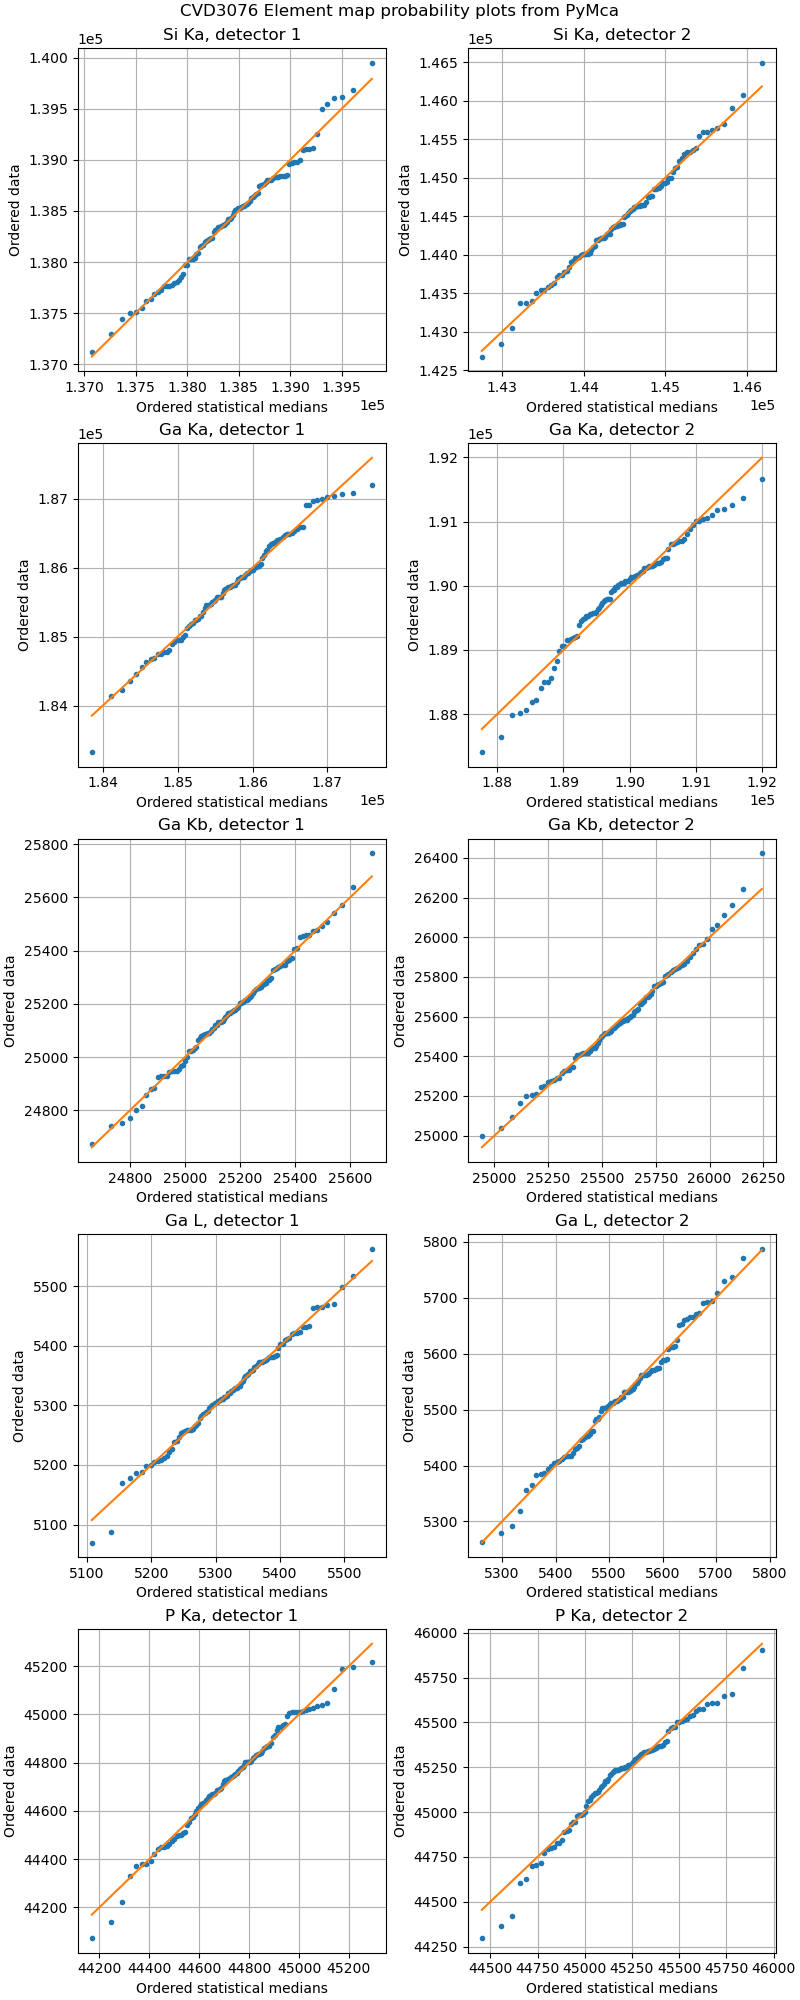 CVD3076 Element map probability plots from PyMca
Si Ka, detector 1
1e5
1.400
1.395
1.390
1.385
1.380
1.375
1.370
Ordered data
1.370 1.375 1.380 1.385 1.390 1.395
Ordered statistical medians
1e5
Si Ka, detector 2
1e5
1.465
1.460
1.455
1.450
1.445
1.440
1.435
1.430
1.425
Ordered data
1.43 1.44 1.45 1.46
Ordered statistical medians
1e5
Ga Ka, detector 1
1e5
1.87
1.86
1.85
1.84
Ordered data
1.84 1.85 1.86 1.87
Ordered statistical medians
1e5
Ga Ka, detector 2
1e5
1.92
1.91
1.90
1.89
1.88
Ordered data
1.88 1.89 1.90 1.91 1.92
Ordered statistical medians
1e5
Ga Kb, detector 1
25800
25600
25400
25200
25000
24800
Ordered data
24800 25000 25200 25400 25600
Ordered statistical medians
Ga Kb, detector 2
26400
26200
26000
25800
25600
25400
25200
25000
Ordered data
25000 25250 25500 25750 26000 26250
Ordered statistical medians
Ga L, detector 1
5500
5400
5300
5200
5100
Ordered data
5100 5200 5300 5400 5500
Ordered statistical medians
Ga L, detector 2
5800
5700
5600
5500
5400
5300
Ordered data
5300 5400 5500 5600 5700 5800
Ordered statistical medians
P Ka, detector 1
45200
45000
44800
44600
44400
44200
Ordered data
44200 44400 44600 44800 45000 45200
Ordered statistical medians
P Ka, detector 2
46000
45750
45500
45250
45000
44750
44500
44250
Ordered data
44500 44750 45000 45250 45500 45750 46000
Ordered statistical medians